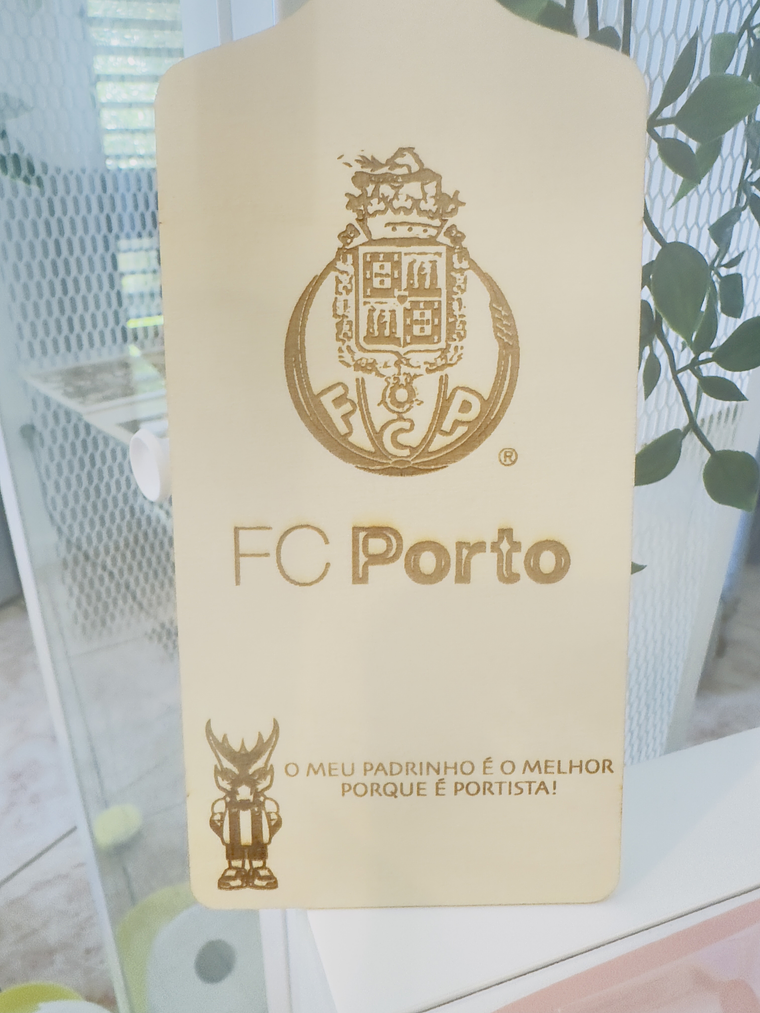 F C P
®
FC Porto
O MEU PADRINHO É O MELHOR
PORQUE É PORTISTA!